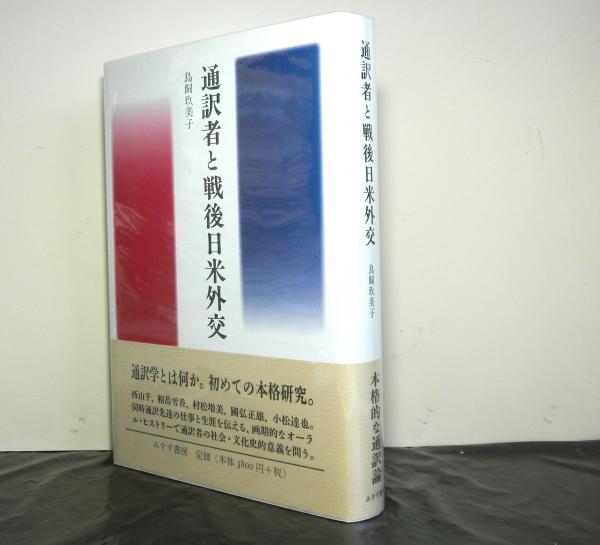 通訳者と戦後日米外交
鳥飼玖美子
通訳学とは何か。初めての本格研究。
西山千，相馬雪香，村松増美，國弘正雄，小松達也。
同時通訳先達の仕事と生涯を伝える、画期的なオーラ
ル・ヒストリーで通訳者の社会・文化史的意義を問う。
みすず書房 定価（本体3800円+税）
通訳者と戦後日米外交
鳥飼玖美子
本格的な通訳論
みすず書